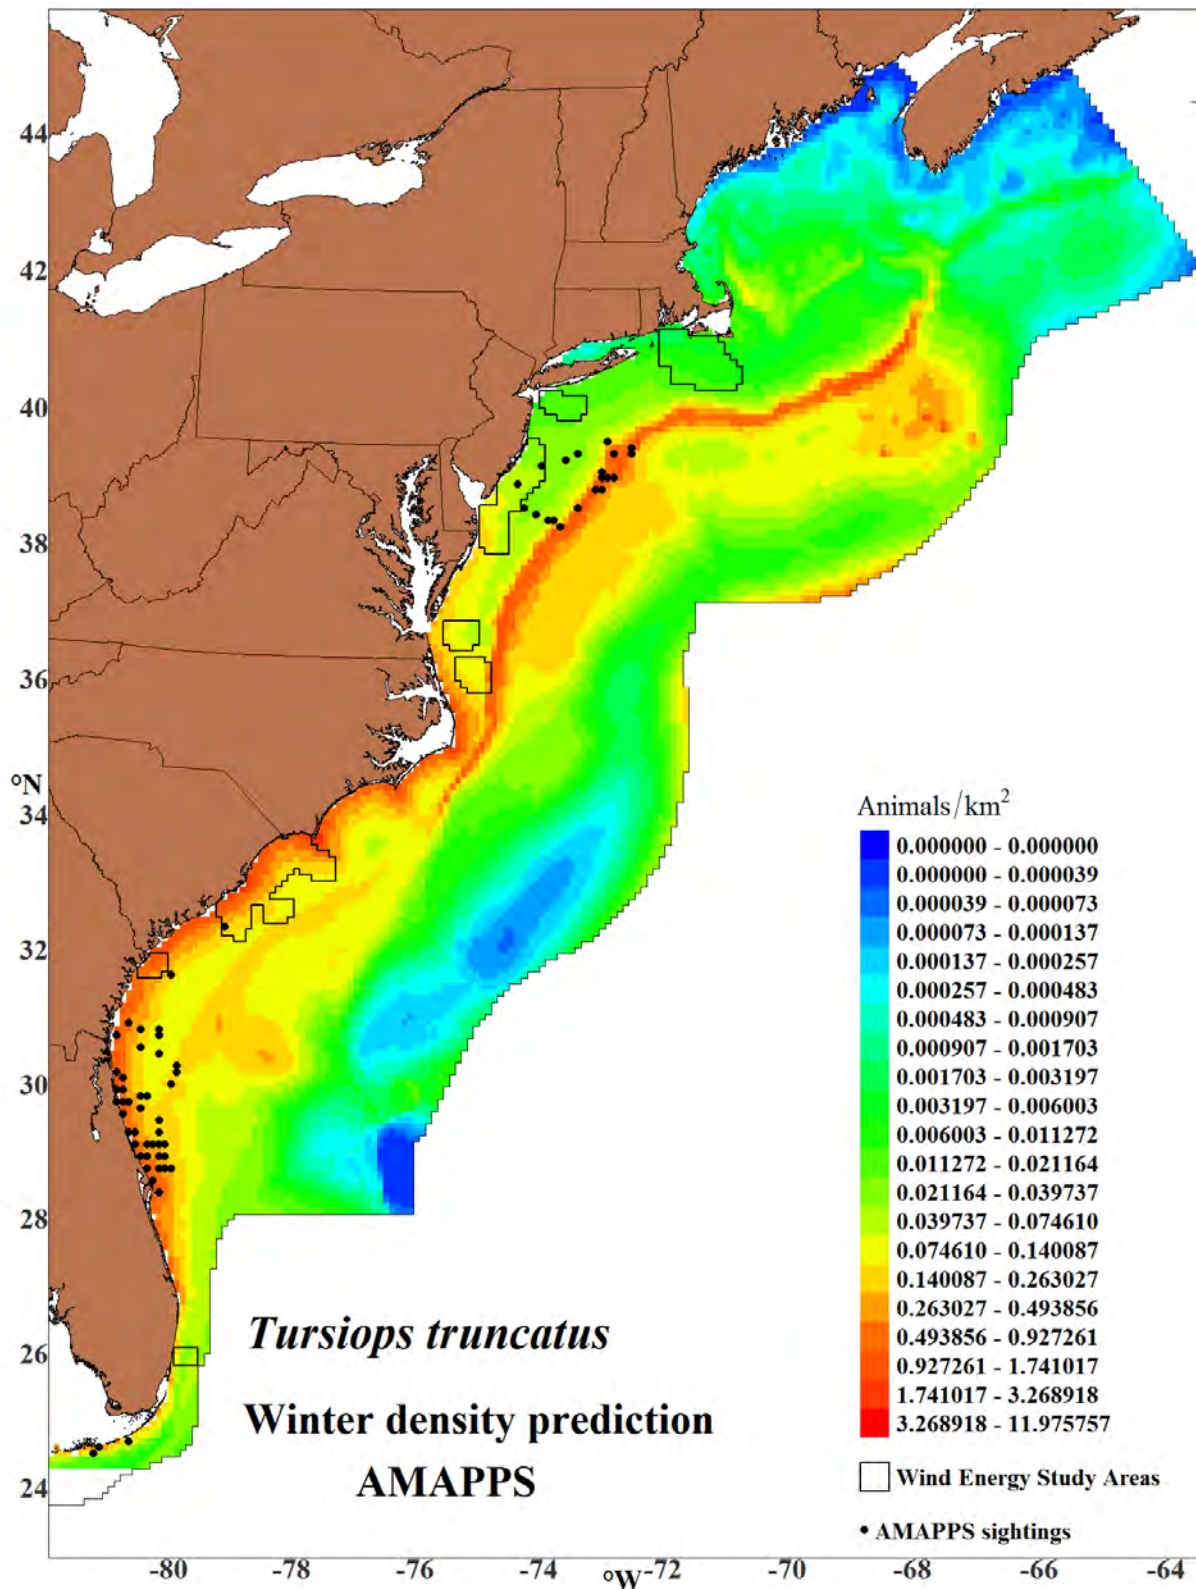 44
42
40
38
36
°N
34
32
30
28
26
24
Animals/km²
0.000000 - 0.000000
0.000000 - 0.000039
0.000039 - 0.000073
0.000073 - 0.000137
0.000137 - 0.000257
0.000257 - 0.000483
0.000483 - 0.000907
0.000907 - 0.001703
0.001703 - 0.003197
0.003197 - 0.006003
0.006003 - 0.011272
0.011272 - 0.021164
0.021164 - 0.039737
0.039737 - 0.074610
0.074610 - 0.140087
0.140087 - 0.263027
0.263027 - 0.493856
0.493856 - 0.927261
0.927261 - 1.741017
1.741017 - 3.268918
3.268918 - 11.975757
Wind Energy Study Areas
AMAPPS sightings
Tursiops truncatus
Winter density prediction
AMAPPS
-80 -78 -76 -74 -72 -70 -68 -66 -64
°W